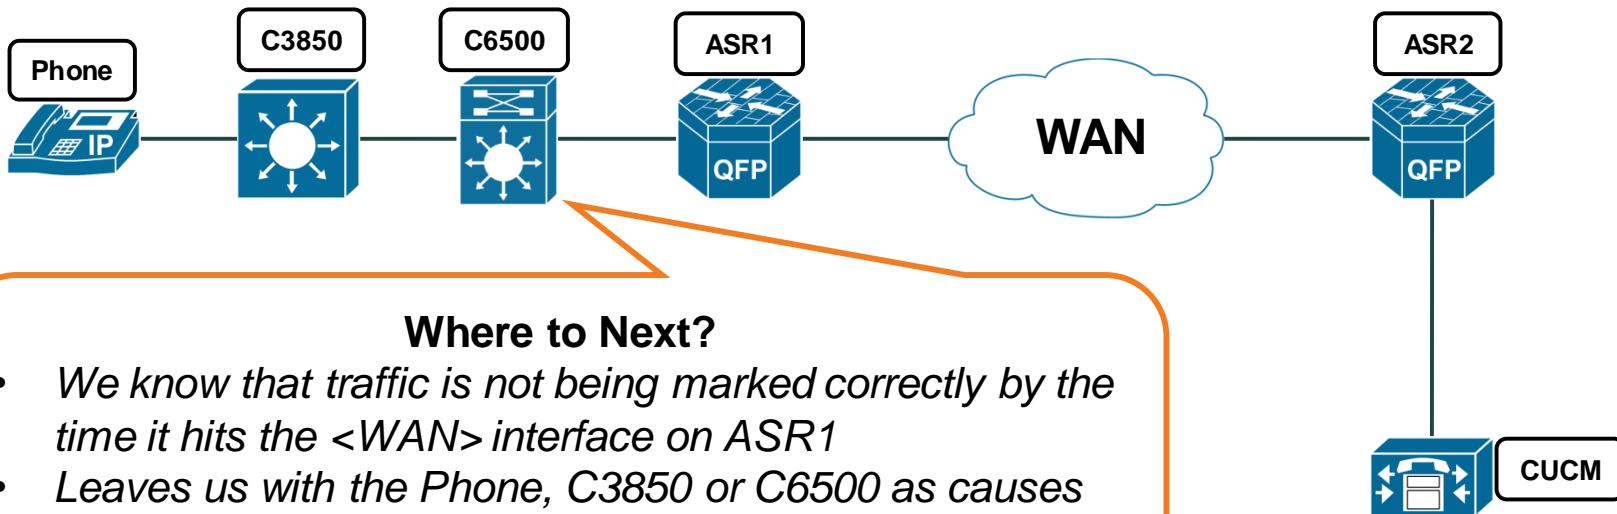 Phone
C3850
C6500
ASR1
ASR2
IP
QFP
WAN
QFP
Where to Next?
• We know that traffic is not being marked correctly by the
time it hits the <WAN> interface on ASR1
• Leaves us with the Phone, C3850 or C6500 as causes
CUCM